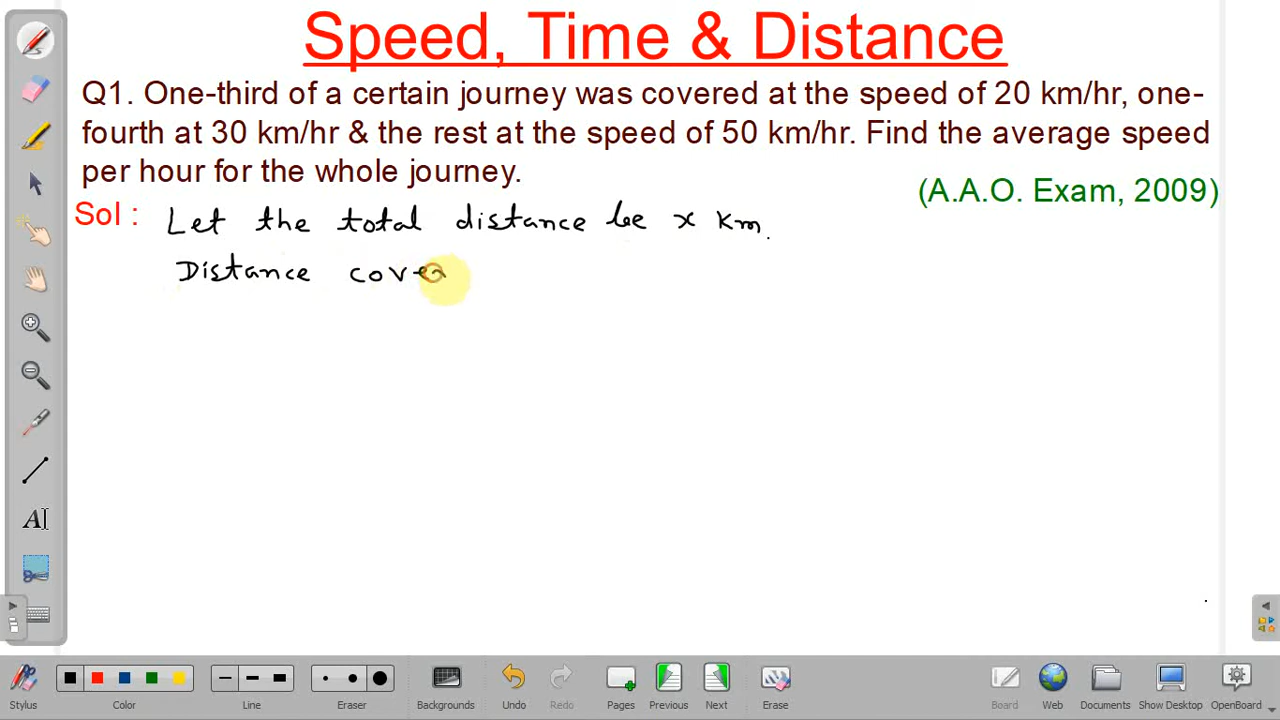 Speed, Time & Distance
Q1. One-third of a certain journey was covered at the speed of 20 km/hr, one-
fourth at 30 km/hr & the rest at the speed of 50 km/hr. Find the average speed
per hour for the whole journey.
(A.A.O. Exam, 2009)
Sol : Let the total distance be x km.
Distance cover
Stylus
Color
Line
Eraser
Backgrounds
Undo
Redo
Pages
Previous
Next
Erase
Board
Web
Documents
Show Desktop
OpenBoard